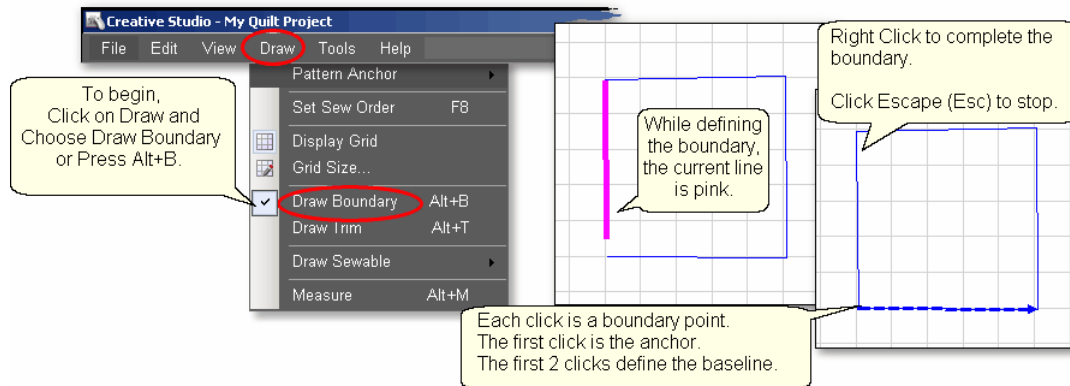 Creative Studio - My Quilt Project
File Edit View Draw Tools Help
Pattern Anchor
Set Sew Order F8
Display Grid
Grid Size...
Draw Boundary Alt+B
Draw Trim Alt+T
Draw Sewable
Measure Alt+M
To begin,
Click on Draw and
Choose Draw Boundary
or Press Alt+B.
While defining
the boundary,
the current line
is pink.
Right Click to complete the
boundary.
Click Escape (Esc) to stop.
Each click is a boundary point.
The first click is the anchor.
The first 2 clicks define the baseline.